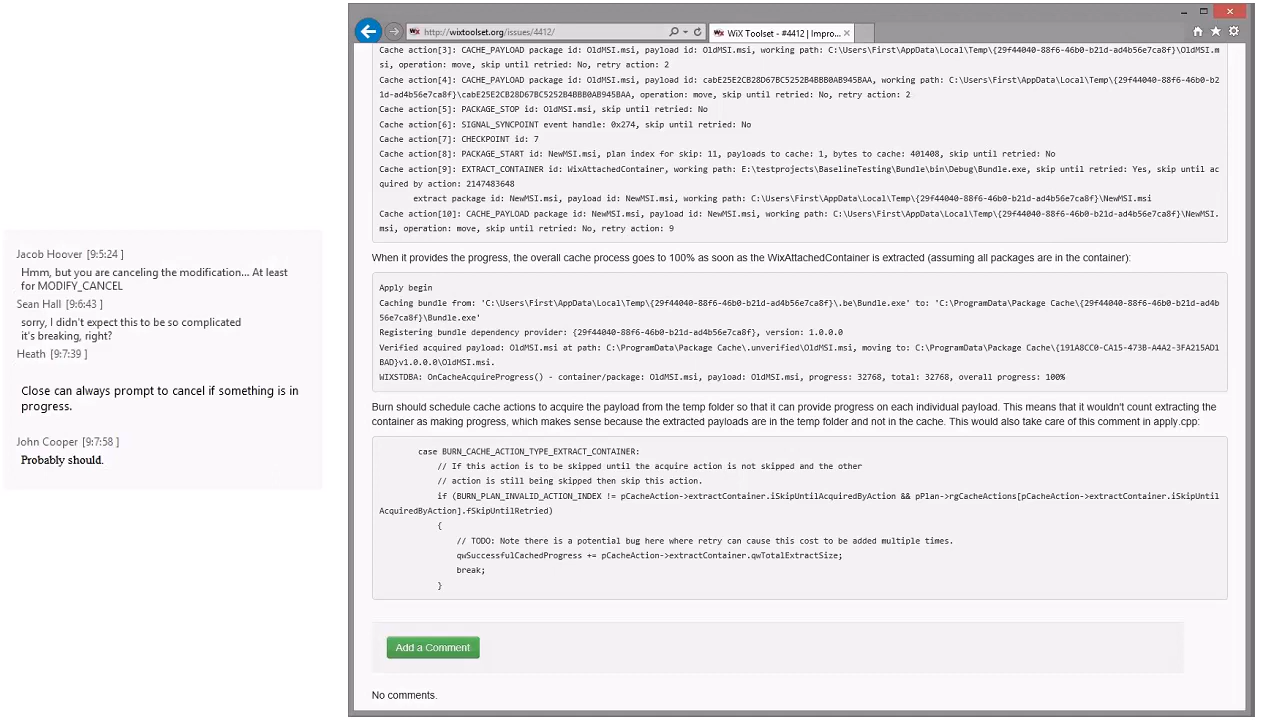 Jacob Hoover [9:5:24 ]
Hmm, but you are canceling the modification... At least
for MODIFY_CANCEL
Sean Hall [9:6:43 ]
sorry, I didn't expect this to be so complicated
it's breaking, right?
Heath [9:7:39 ]
Close can always prompt to cancel if something is in
progress.
John Cooper [9:7:58 ]
Probably should.
http://wixtoolset.org/issues/4412/
WiX Toolset - #4412 | Impro...
Cache action[3]: CACHE_PAYLOAD package id: OldMSI.msi, payload id: OldMSI.msi, working path: C:\Users\First\AppData\Local\Temp\{29f44040-88f6-46b0-b21d-ad4b56e7ca8f}\OldMSI.m
si, operation: move, skip until retried: No, retry action: 2
Cache action[4]: CACHE_PAYLOAD package id: OldMSI.msi, payload id: cabE25E2CB28D67BC5252B4BBB0AB945BAA, working path: C:\Users\First\AppData\Local\Temp\{29f44040-88f6-46b0-b2
1d-ad4b56e7ca8f}\cabE25E2CB28D67BC5252B4BBB0AB945BAA, operation: move, skip until retried: No, retry action: 2
Cache action[5]: PACKAGE_STOP id: OldMSI.msi, skip until retried: No
Cache action[6]: SIGNAL_SYNCPOINT event handle: 0x274, skip until retried: No
Cache action[7]: CHECKPOINT id: 7
Cache action[8]: PACKAGE_START id: NewMSI.msi, plan index for skip: 11, payloads to cache: 1, bytes to cache: 401408, skip until retried: No
Cache action[9]: EXTRACT_CONTAINER id: WixAttachedContainer, working path: E:\testprojects\BaselineTesting\Bundle\bin\Debug\Bundle.exe, skip until retried: Yes, skip until ac
quired by action: 2147483648
extract package id: NewMSI.msi, payload id: NewMSI.msi, working path: C:\Users\First\AppData\Local\Temp\{29f44040-88f6-46b0-b21d-ad4b56e7ca8f}\NewMSI.msi
Cache action[10]: CACHE_PAYLOAD package id: NewMSI.msi, payload id: NewMSI.msi, working path: C:\Users\First\AppData\Local\Temp\{29f44040-88f6-46b0-b21d-ad4b56e7ca8f}\NewMSI.
msi, operation: move, skip until retried: No, retry action: 9
When it provides the progress, the overall cache process goes to 100% as soon as the WixAttachedContainer is extracted (assuming all packages are in the container):
Apply begin
Caching bundle from: 'C:\Users\First\AppData\Local\Temp\{29f44040-88f6-46b0-b21d-ad4b56e7ca8f}\.be\Bundle.exe' to: 'C:\ProgramData\Package Cache\{29f44040-88f6-46b0-b21d-ad4b
56e7ca8f}\Bundle.exe'
Registering bundle dependency provider: {29f44040-88f6-46b0-b21d-ad4b56e7ca8f}, version: 1.0.0.0
Verified acquired payload: OldMSI.msi at path: C:\ProgramData\Package Cache\.unverified\OldMSI.msi, moving to: C:\ProgramData\Package Cache\{191A8CC0-CA15-473B-A4A2-3FA215AD1
BAD}v1.0.0.0\OldMSI.msi.
WIXSTDBA: OnCacheAcquireProgress() - container/package: OldMSI.msi, payload: OldMSI.msi, progress: 32768, total: 32768, overall progress: 100%
Burn should schedule cache actions to acquire the payload from the temp folder so that it can provide progress on each individual payload. This means that it wouldn't count extracting the
container as making progress, which makes sense because the extracted payloads are in the temp folder and not in the cache. This would also take care of this comment in apply.cpp:
case BURN_CACHE_ACTION_TYPE_EXTRACT_CONTAINER:
// If this action is to be skipped until the acquire action is not skipped and the other
// action is still being skipped then skip this action.
if (BURN_PLAN_INVALID_ACTION_INDEX != pCacheAction->extractContainer.iSkipUntilAcquiredByAction && pPlan->rgCacheActions[pCacheAction->extractContainer.iSkipUntil
AcquiredByAction].fSkipUntilRetried)
{
// TODO: Note there is a potential bug here where retry can cause this cost to be added multiple times.
qwSuccessfulCachedProgress += pCacheAction->extractContainer.qwTotalExtractSize;
break;
}
Add a Comment
No comments.